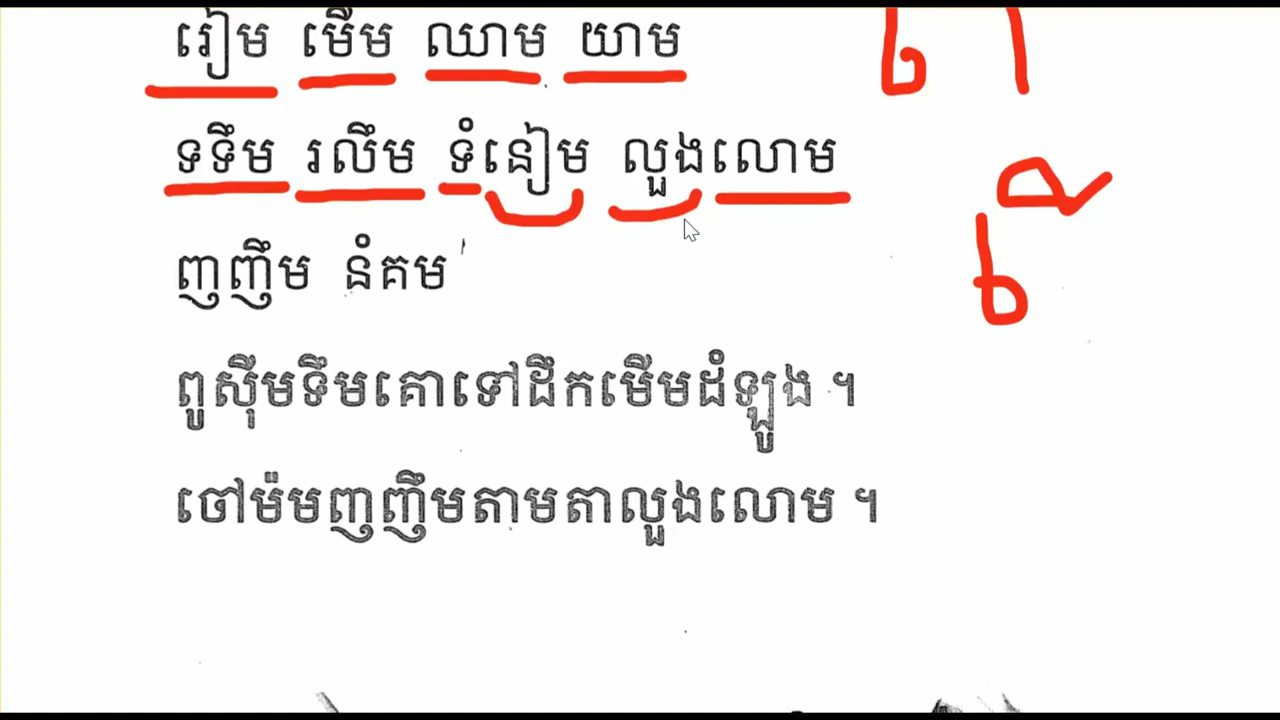 រៀម មើម ឈាម យាម
ទទឹម រលឹម ទំនៀម លួងលោម
ញញឹម នំគម
ពូស៊ីមទឹមគោទៅដឹកមើមដំឡូង ។
ចៅម៉មញញឹមតាមតាលួងលោម ។